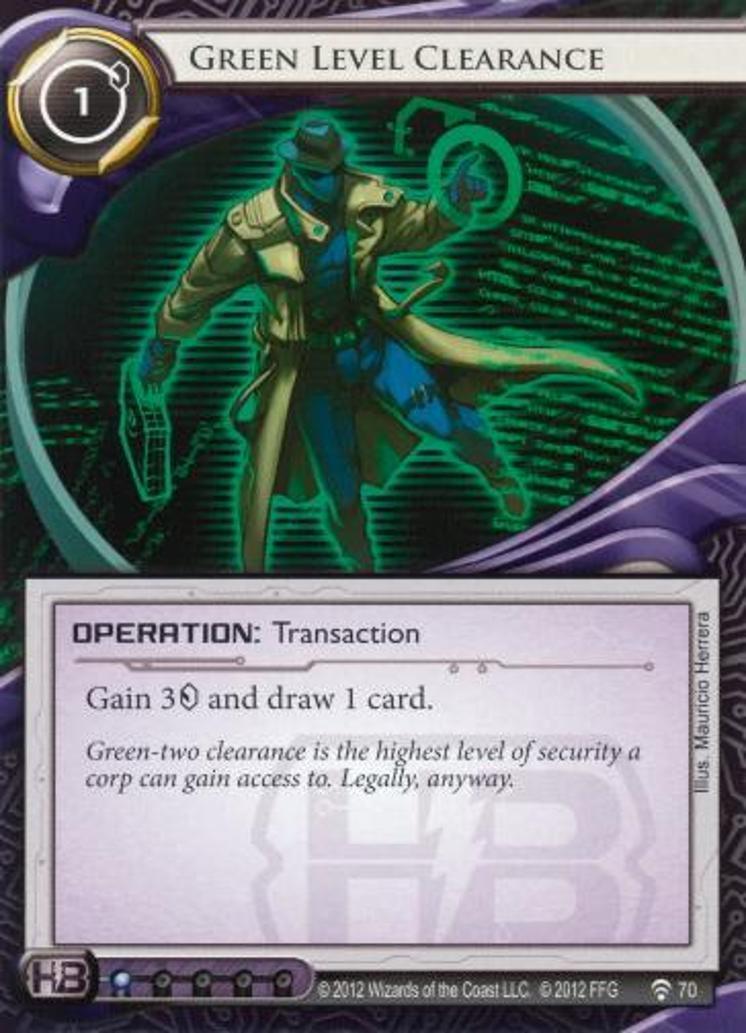 1
GREEN LEVEL CLEARANCE
OPERATION: Transaction
Gain 3 and draw 1 card.
Green-two clearance is the highest level of security a
corp can gain access to. Legally, anyway.
Illus. Mauricio Herrera
HB
HB
© 2012 Wizards of the Coast LLC. © 2012 FFG
70